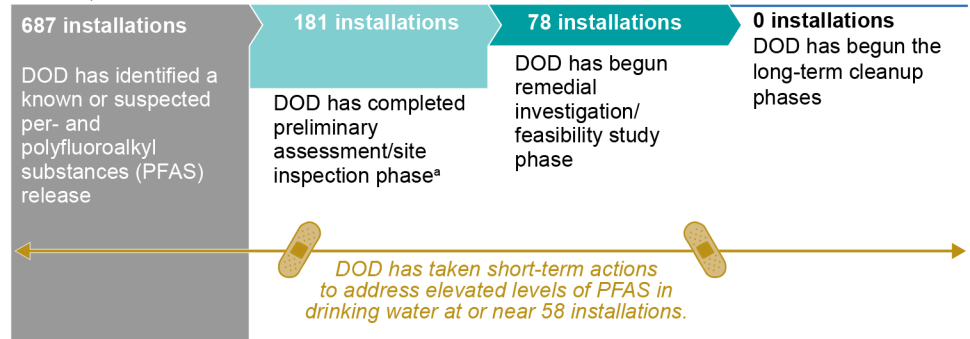 687 installations
DOD has identified a
known or suspected
per- and
polyfluoroalkyl
substances (PFAS)
release
181 installations
DOD has completed
preliminary
assessment/site
inspection phaseᵃ
78 installations
DOD has begun
remedial
investigation/
feasibility study
phase
0 installations
DOD has begun the
long-term cleanup
phases
DOD has taken short-term actions
to address elevated levels of PFAS in
drinking water at or near 58 installations.